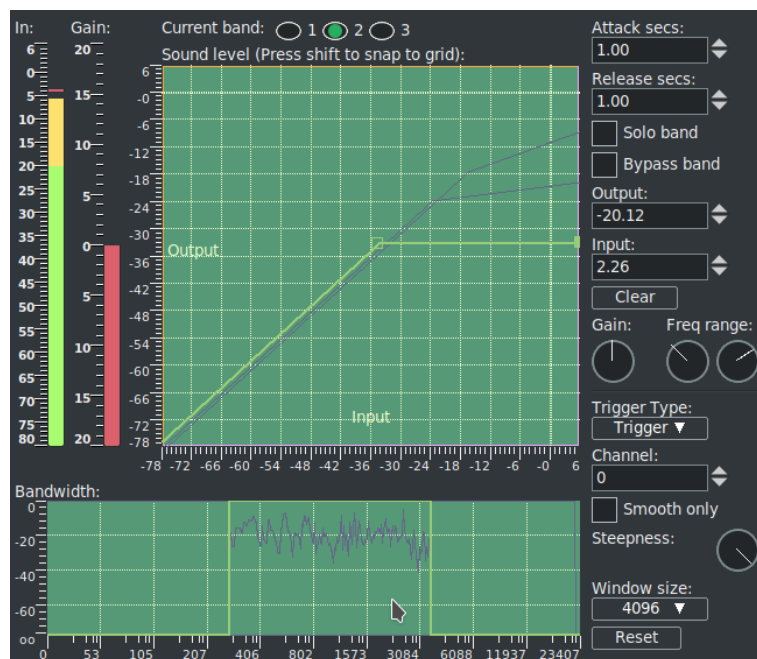 In:
Gain:
Current band: 1 2 3
Sound level (Press shift to snap to grid):
6
0
5
10
15
20
25
30
35
40
45
50
55
60
65
70
75
80
20
15
10
5
0
5
10
15
20
6
-0
-6
-12
-18
-24
-30
-36
-42
-48
-54
-60
-66
-72
-78
Output
Input
-78 -72 -66 -60 -54 -48 -42 -36 -30 -24 -18 -12 -6 -0 6
Bandwidth:
0
-20
-40
-60
oo
0 53 105 207 406 802 1573 3084 6088 11937 23407
Attack secs:
1.00
Release secs:
1.00
Solo band
Bypass band
Output:
-20.12
Input:
2.26
Clear
Gain: Freq range:
Trigger Type:
Trigger
Channel:
0
Smooth only
Steepness:
Window size:
4096
Reset